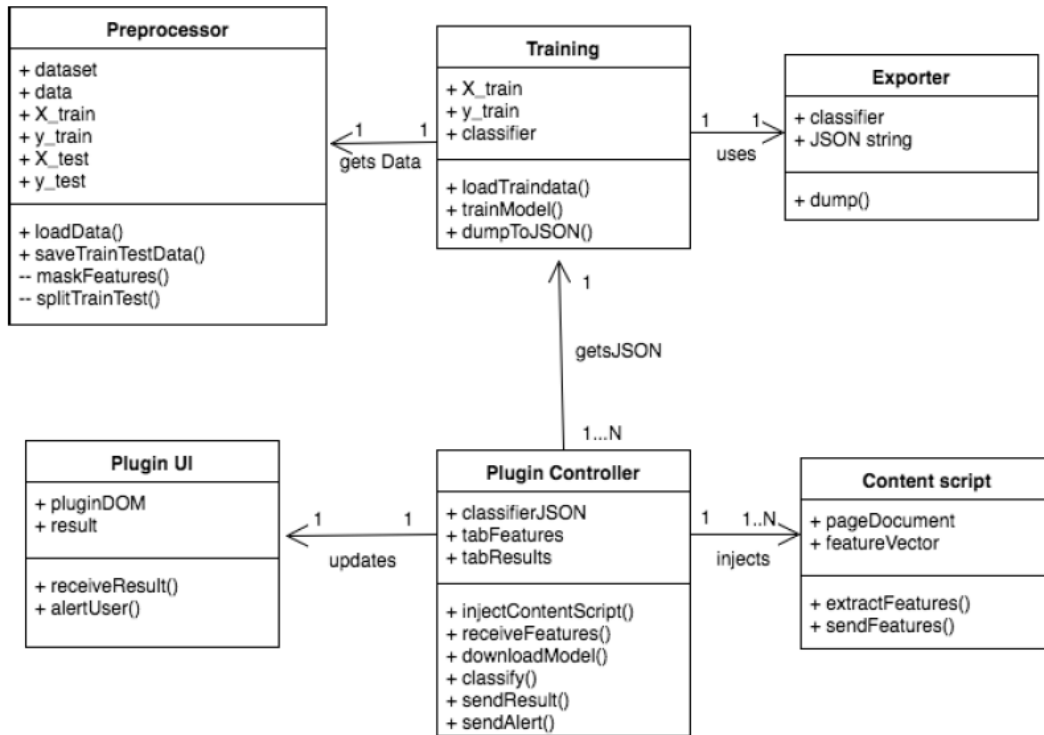 Preprocessor
+ dataset
+ data
+ X_train
+ y_train
+ X_test
+ y_test
+ loadData()
+ saveTrainTestData()
-- maskFeatures()
-- splitTrainTest()
1 1
gets Data
Training
+ X_train
+ y_train
+ classifier
+ loadTraindata()
+ trainModel()
+ dumpToJSON()
1 1
uses
Exporter
+ classifier
+ JSON string
+ dump()
1
getsJSON
1...N
Plugin UI
+ pluginDOM
+ result
+ receiveResult()
+ alertUser()
1 1
updates
Plugin Controller
+ classifierJSON
+ tabFeatures
+ tabResults
+ injectContentScript()
+ receiveFeatures()
+ downloadModel()
+ classify()
+ sendResult()
+ sendAlert()
1 1..N
injects
Content script
+ pageDocument
+ featureVector
+ extractFeatures()
+ sendFeatures()